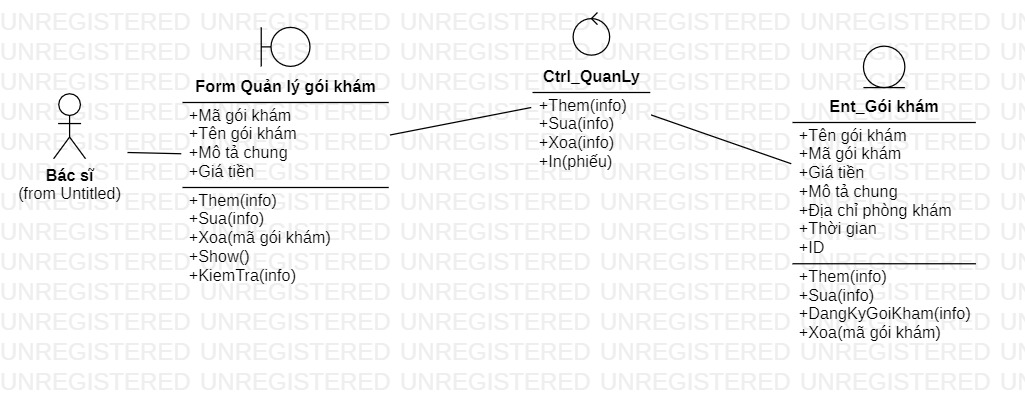 Bác sĩ
(from Untitled)
Form Quản lý gói khám
+Mã gói khám
+Tên gói khám
+Mô tả chung
+Giá tiền
+Them(info)
+Sua(info)
+Xoa(mã gói khám)
+Show()
+KiemTra(info)
Ctrl_QuanLy
+Them(info)
+Sua(info)
+Xoa(info)
+In(phiếu)
Ent_Gói khám
+Tên gói khám
+Mã gói khám
+Giá tiền
+Mô tả chung
+Địa chỉ phòng khám
+Thời gian
+ID
+Them(info)
+Sua(info)
+DangKyGoiKham(info)
+Xoa(mã gói khám)
UNREGISTERED UNREGISTERED UNREGISTERED UNREGISTERED UNREGISTERED